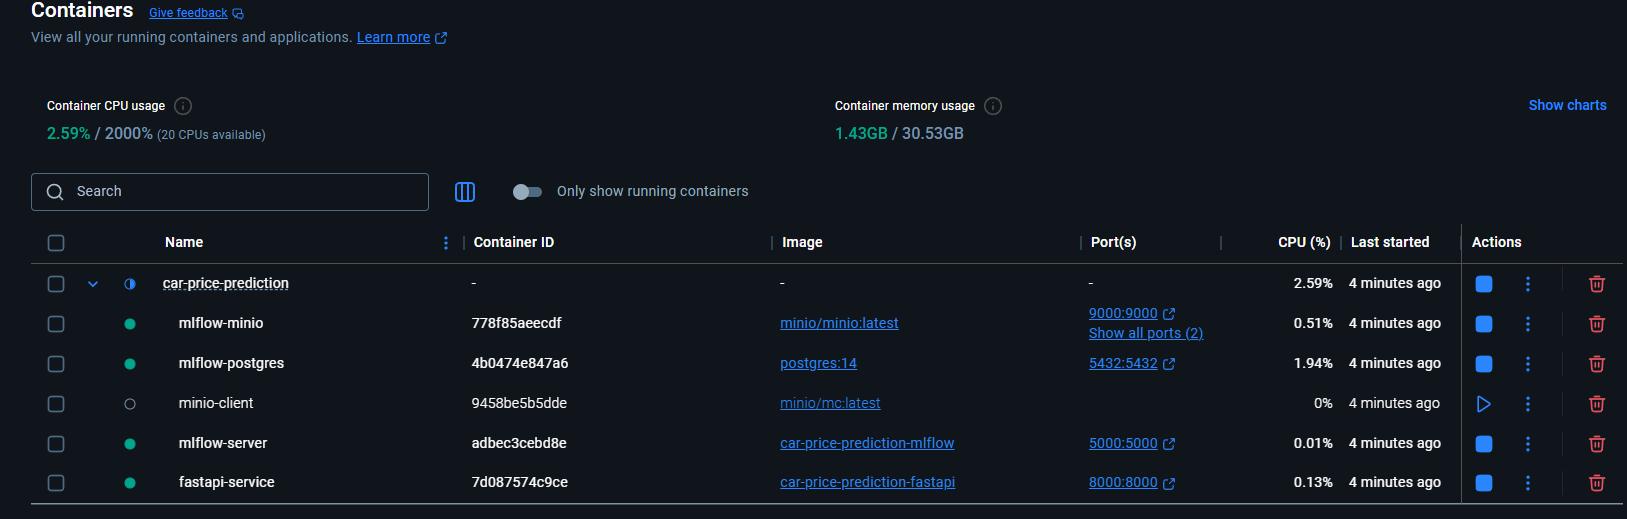 Containers Give feedback
View all your running containers and applications. Learn more
Container CPU usage
2.59% / 2000% (20 CPUs available)
Container memory usage
1.43GB / 30.53GB
Show charts
Search
Only show running containers
Name Container ID Image Port(s) CPU (%) Last started Actions
car-price-prediction - - - 2.59% 4 minutes ago
mlflow-minio 778f85aeecdf minio/minio:latest 9000:9000 0.51% 4 minutes ago
Show all ports (2)
mlflow-postgres 4b0474e847a6 postgres:14 5432:5432 1.94% 4 minutes ago
minio-client 9458be5b5dde minio/mc:latest 0% 4 minutes ago
mlflow-server adbec3cebd8e car-price-prediction-mlflow 5000:5000 0.01% 4 minutes ago
fastapi-service 7d087574c9ce car-price-prediction-fastapi 8000:8000 0.13% 4 minutes ago